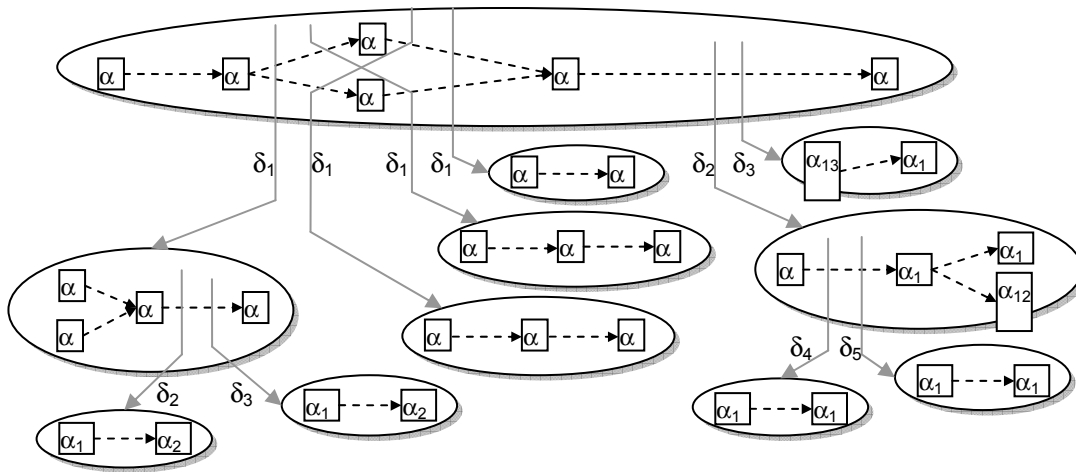 α
α α α α
α
δ₁ δ₁ δ₁ δ₁ δ₂ δ₃
α₁₃ α₁
α α
α α α
α α₁ α₁
α₁₂
α
α α
α
α α α
δ₄ δ₅
δ₂ δ₃
α₁ α₁
α₁ α₂
α₁ α₁
α₁ α₂